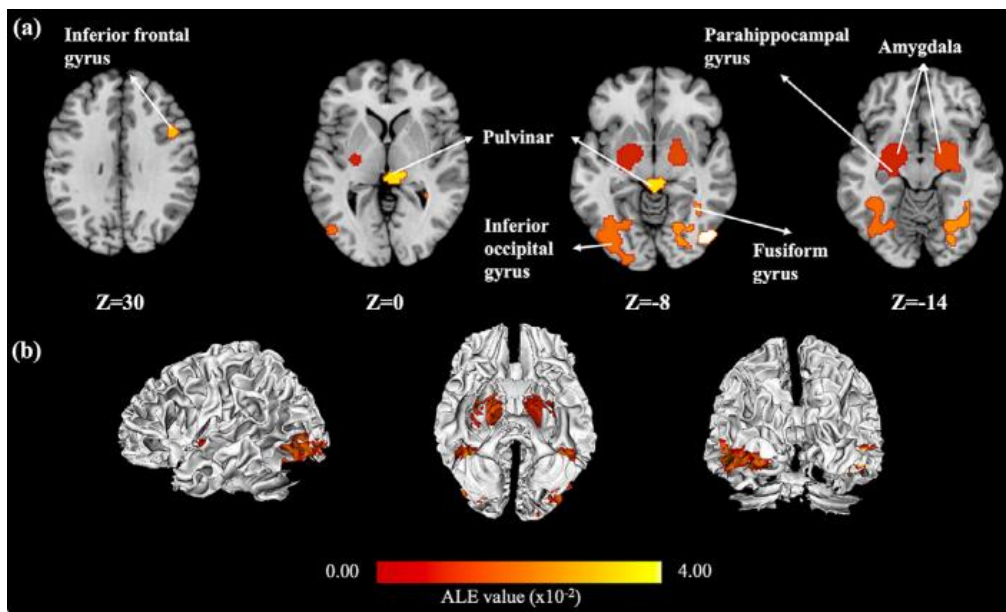 (a)
Inferior frontal
gyrus
Pulvinar
Parahippocampal
gyrus
Amygdala
Inferior
occipital
gyrus
Fusiform
gyrus
Z=30
Z=0
Z=-8
Z=-14
(b)
0.00
4.00
ALE value (x10⁻²)